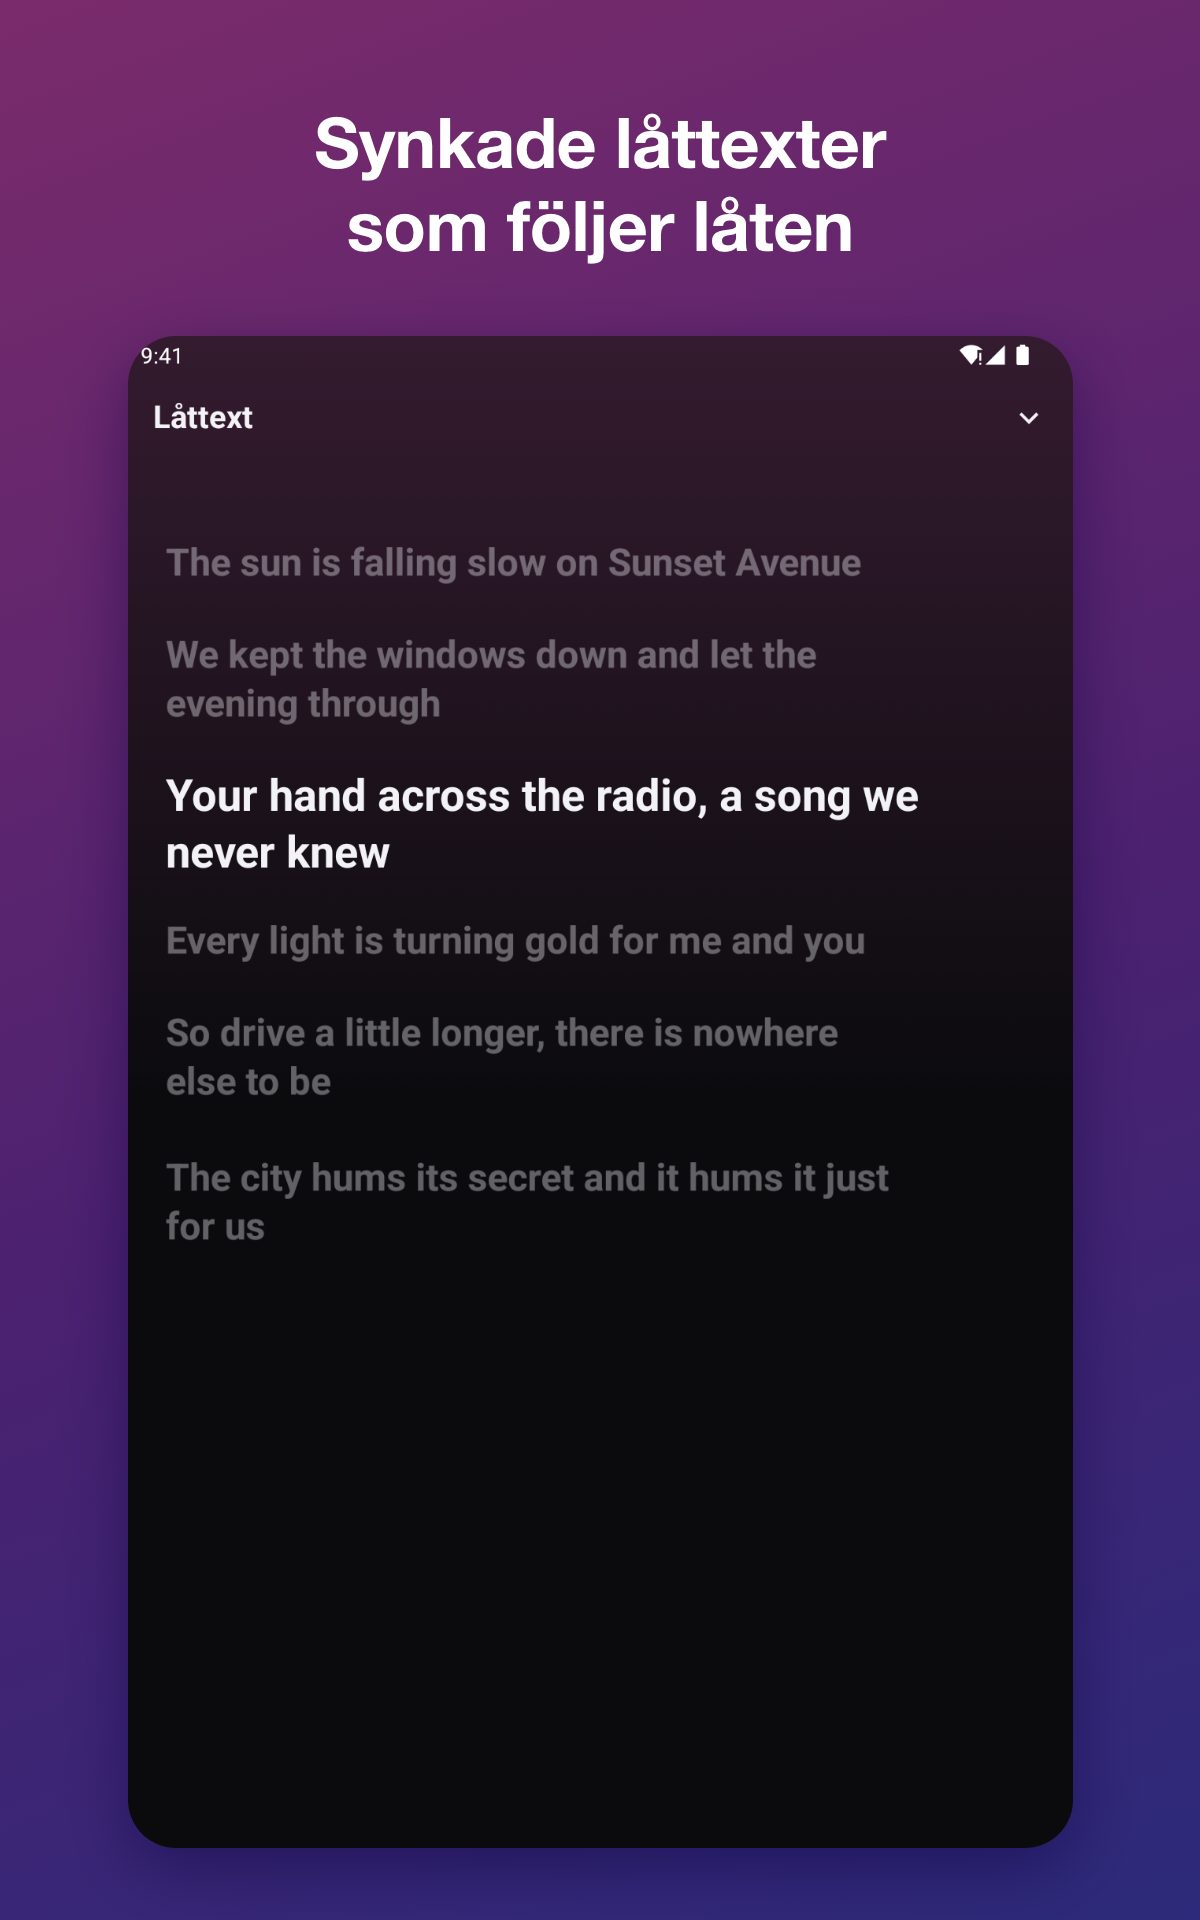 Synkade låttexter
som följer låten
9:41
Låttext
The sun is falling slow on Sunset Avenue
We kept the windows down and let the
evening through
Your hand across the radio, a song we
never knew
Every light is turning gold for me and you
So drive a little longer, there is nowhere
else to be
The city hums its secret and it hums it just
for us